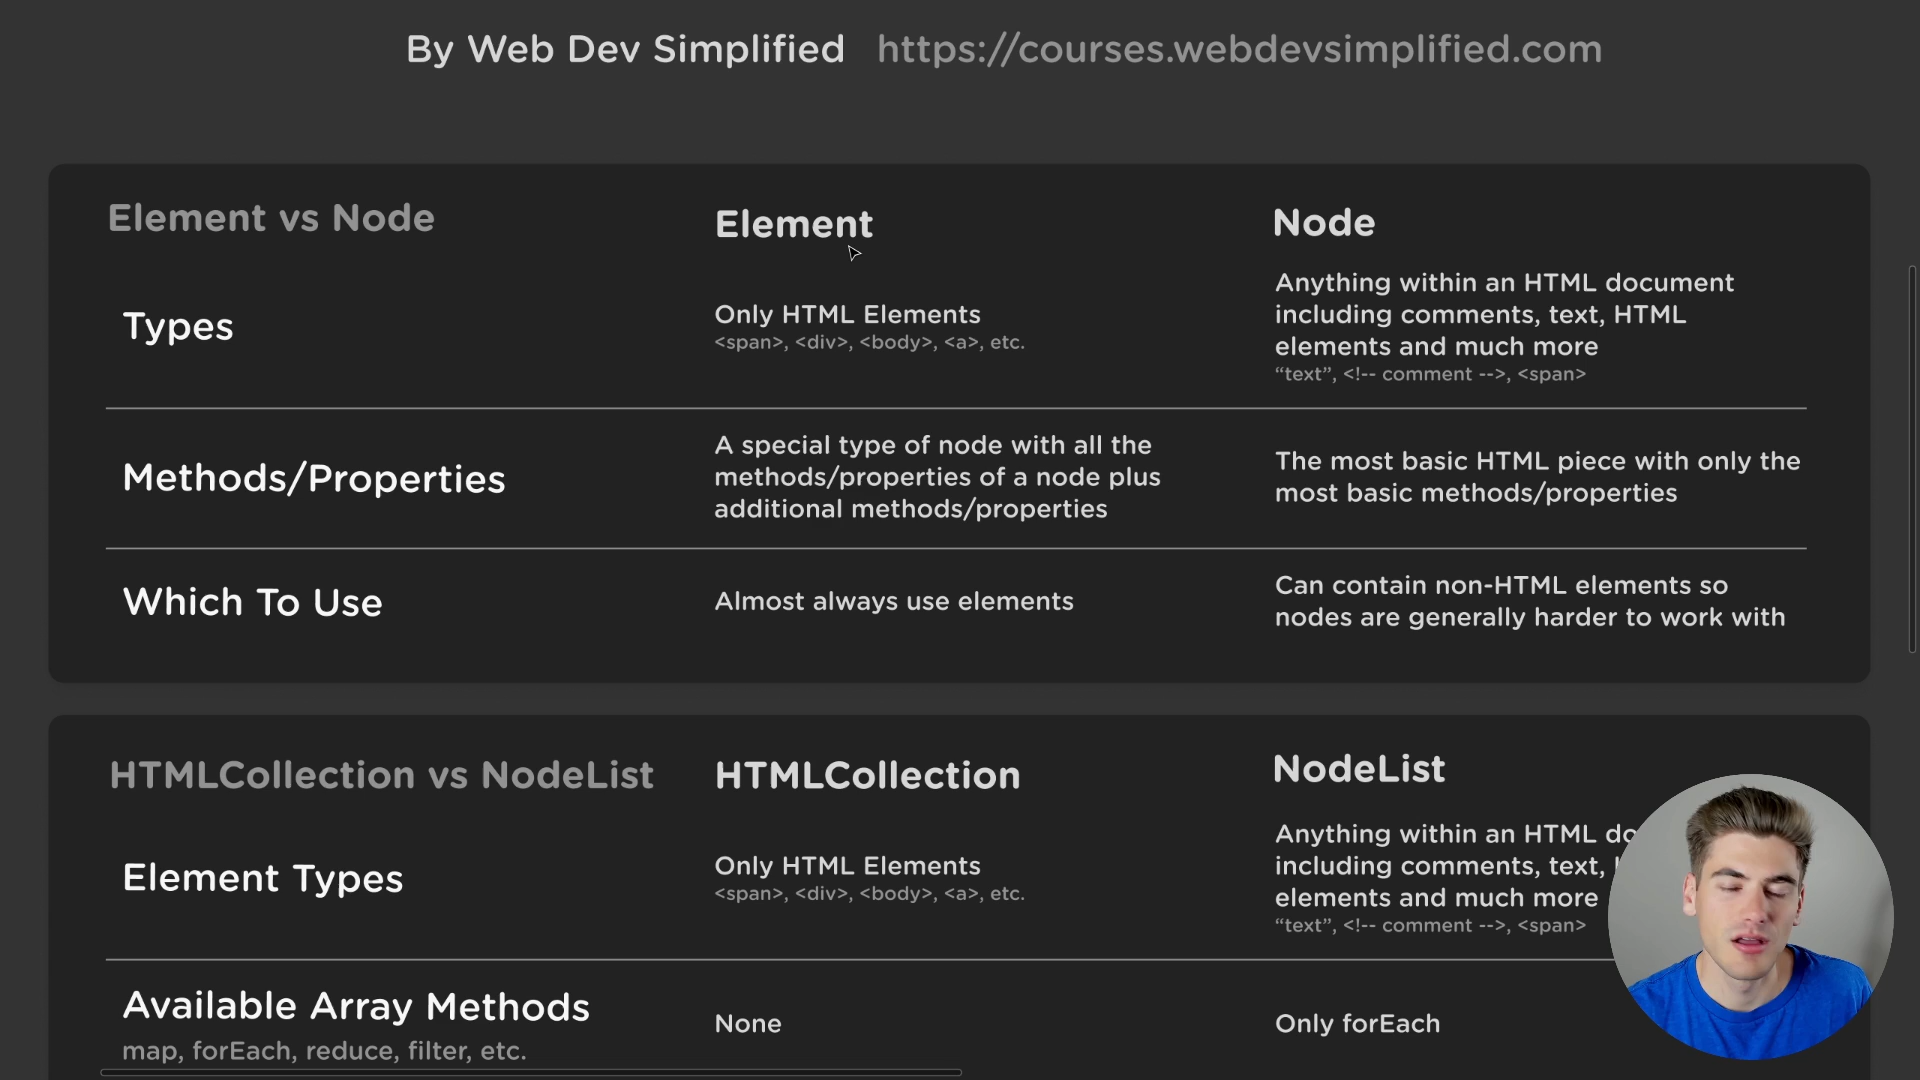 By Web Dev Simplified https://courses.webdevsimplified.com
Element vs Node
Element
Node
Types
Only HTML Elements
<span>, <div>, <body>, <a>, etc.
Anything within an HTML document
including comments, text, HTML
elements and much more
“text”, <!-- comment -->, <span>
Methods/Properties
A special type of node with all the
methods/properties of a node plus
additional methods/properties
The most basic HTML piece with only the
most basic methods/properties
Which To Use
Almost always use elements
Can contain non-HTML elements so
nodes are generally harder to work with
HTMLCollection vs NodeList
HTMLCollection
NodeList
Element Types
Only HTML Elements
<span>, <div>, <body>, <a>, etc.
Anything within an HTML
including comments, text,
elements and much more
“text”, <!-- comment -->, <span>
Available Array Methods
map, forEach, reduce, filter, etc.
None
Only forEach